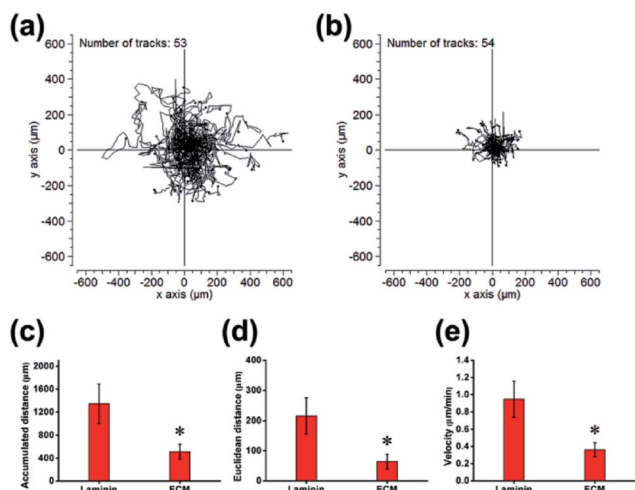 (a)
Number of tracks: 53
600
400
200
0
-200
-400
-600
y axis (µm)
-600 -400 -200 0 200 400 600
x axis (µm)
(b)
Number of tracks: 54
600
400
200
0
-200
-400
-600
y axis (µm)
-600 -400 -200 0 200 400 600
x axis (µm)
(c)
2000
1600
1200
800
400
0
Accumulated distance (µm)
*
Laminin ECM
(d)
400
300
200
100
0
Euclidean distance (µm)
*
Laminin ECM
(e)
1.4
1.2
1.0
0.8
0.6
0.4
0.2
0.0
Velocity (µm/min)
*
Laminin ECM